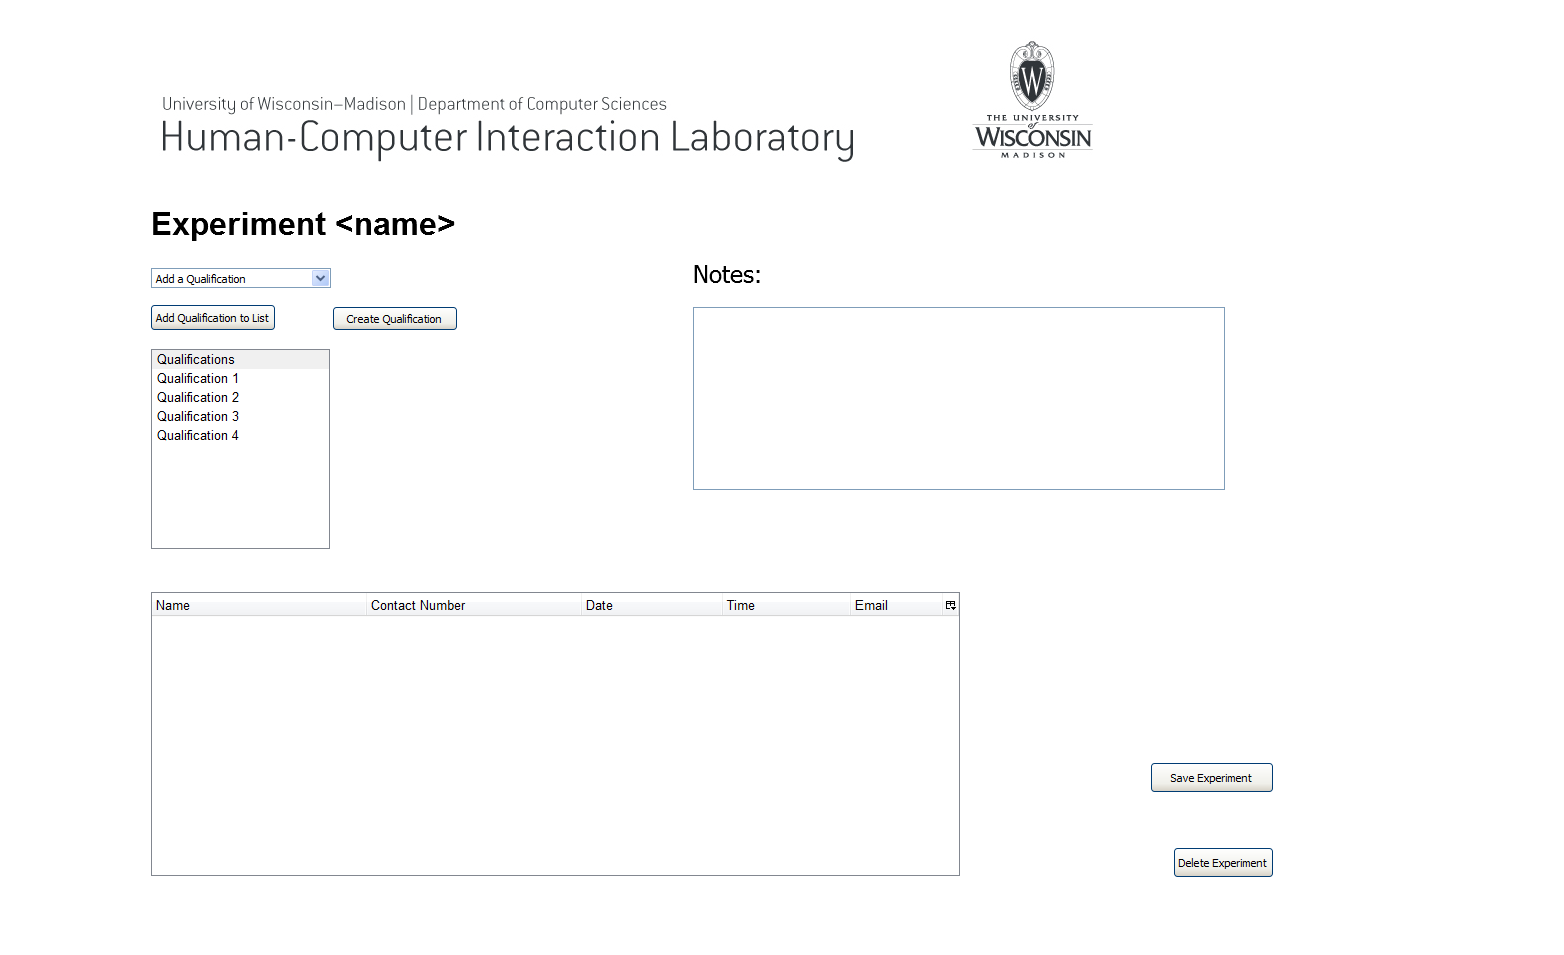 University of Wisconsin–Madison | Department of Computer Sciences
Human-Computer Interaction Laboratory
W
THE UNIVERSITY
of
WISCONSIN
MADISON
Experiment <name>
Add a Qualification
Add Qualification to List
Create Qualification
Qualifications
Qualification 1
Qualification 2
Qualification 3
Qualification 4
Notes:
Name Contact Number Date Time Email
Save Experiment
Delete Experiment